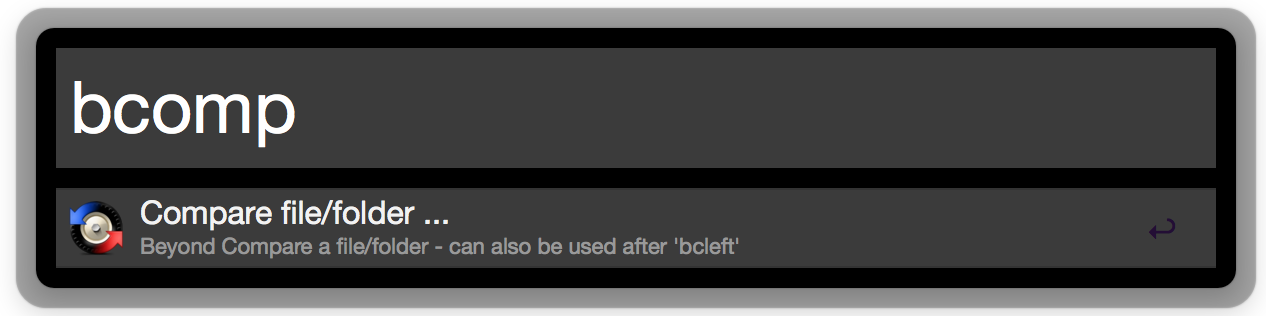 bcomp
Compare file/folder ...
Beyond Compare a file/folder - can also be used after 'bcleft'